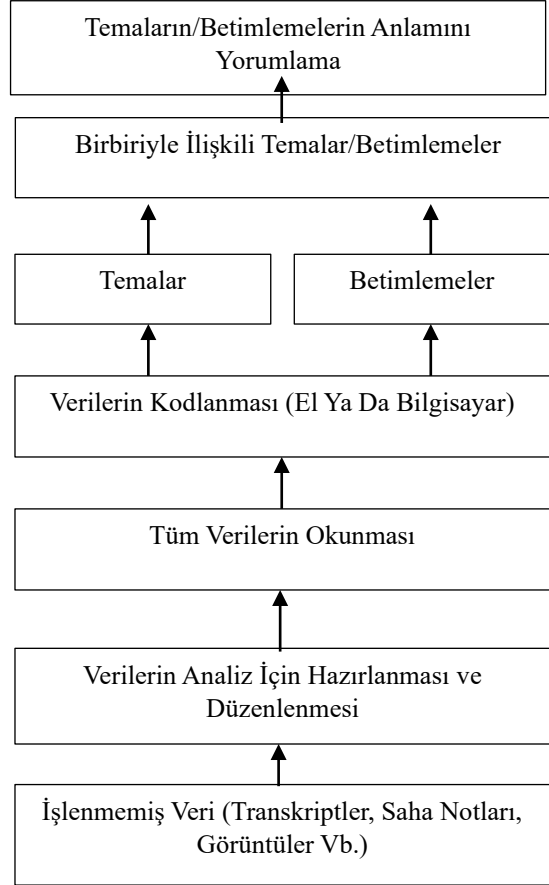 Temaların/Betimlemelerin Anlamını
Yorumlama
Birbiriyle İlişkili Temalar/Betimlemeler
Temalar
Betimlemeler
Verilerin Kodlanması (El Ya Da Bilgisayar)
Tüm Verilerin Okunması
Verilerin Analiz İçin Hazırlanması ve
Düzenlenmesi
İşlenmemiş Veri (Transkriptler, Saha Notları,
Görüntüler Vb.)